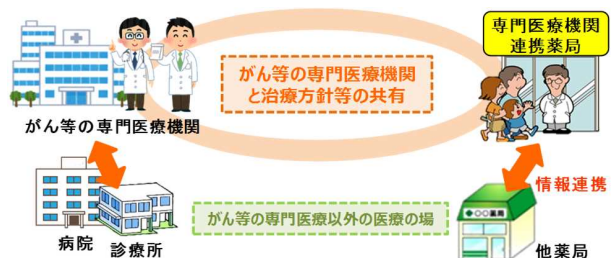 専門医療機関
連携薬局
がん等の専門医療機関
と治療方針等の共有
がん等の専門医療機関
情報連携
がん等の専門医療以外の医療の場
○○薬局
病院
診療所
他薬局